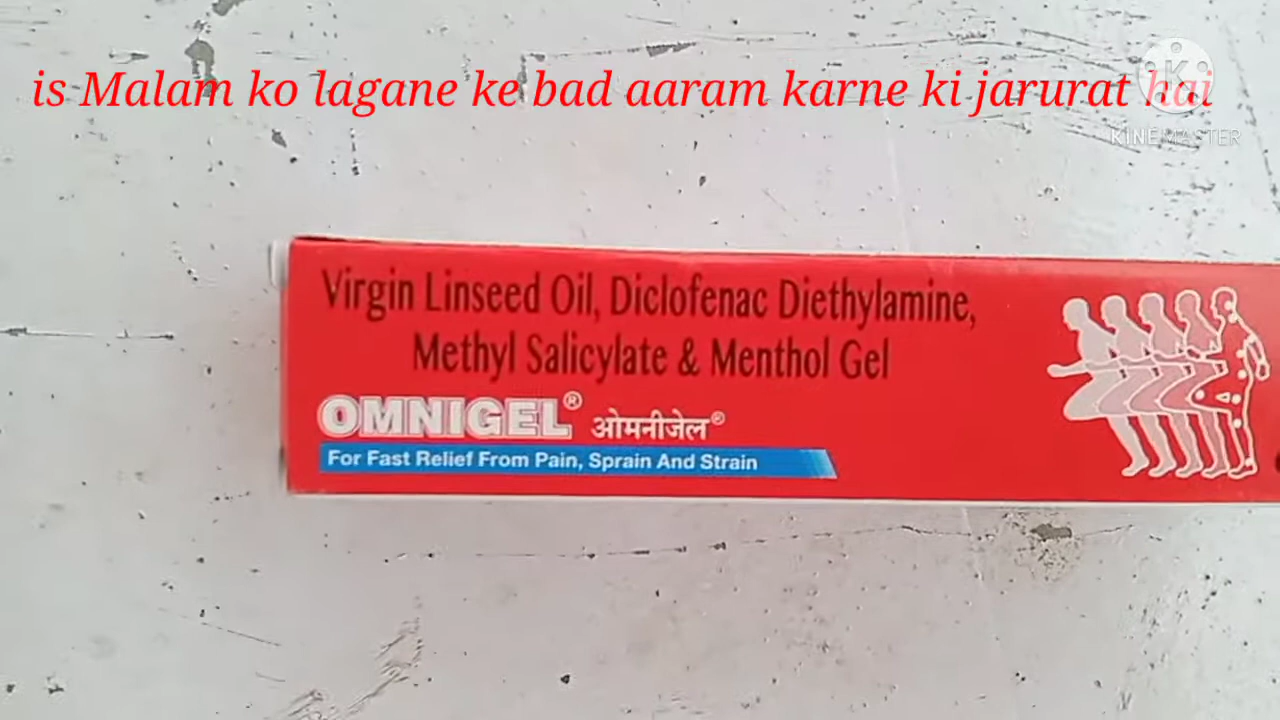 is Malam ko lagane ke bad aaram karne ki jarurat hai
KINEMASTER
Virgin Linseed Oil, Diclofenac Diethylamine,
Methyl Salicylate & Menthol Gel
OMNIGEL® ओमनीजेल®
For Fast Relief From Pain, Sprain And Strain